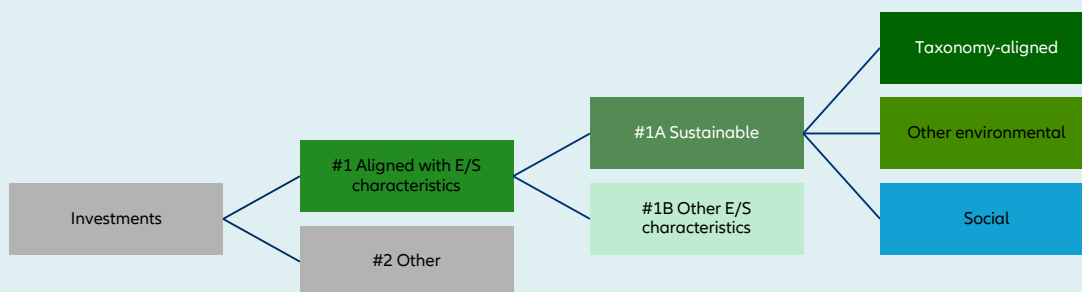 Investments
#1 Aligned with E/S
characteristics
#2 Other
#1A Sustainable
#1B Other E/S
characteristics
Taxonomy-aligned
Other environmental
Social